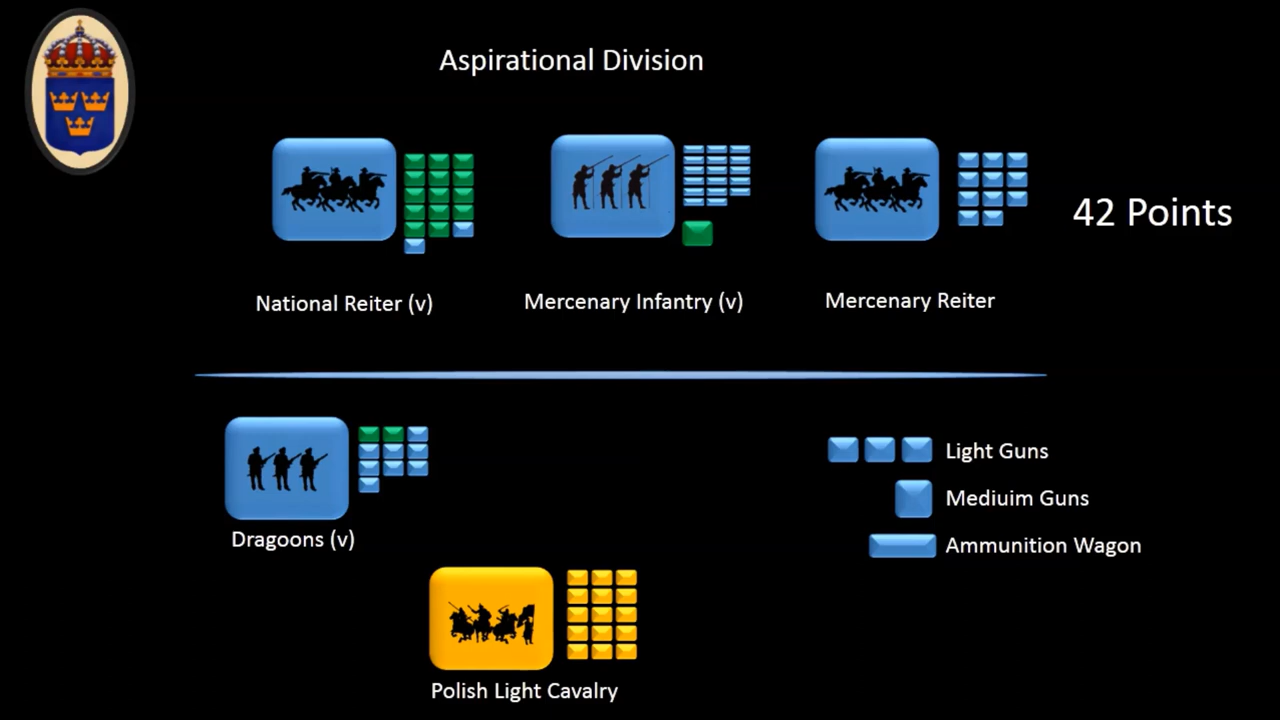 Aspirational Division
42 Points
National Reiter (v)
Mercenary Infantry (v)
Mercenary Reiter
Light Guns
Mediuim Guns
Dragoons (v)
Ammunition Wagon
Polish Light Cavalry